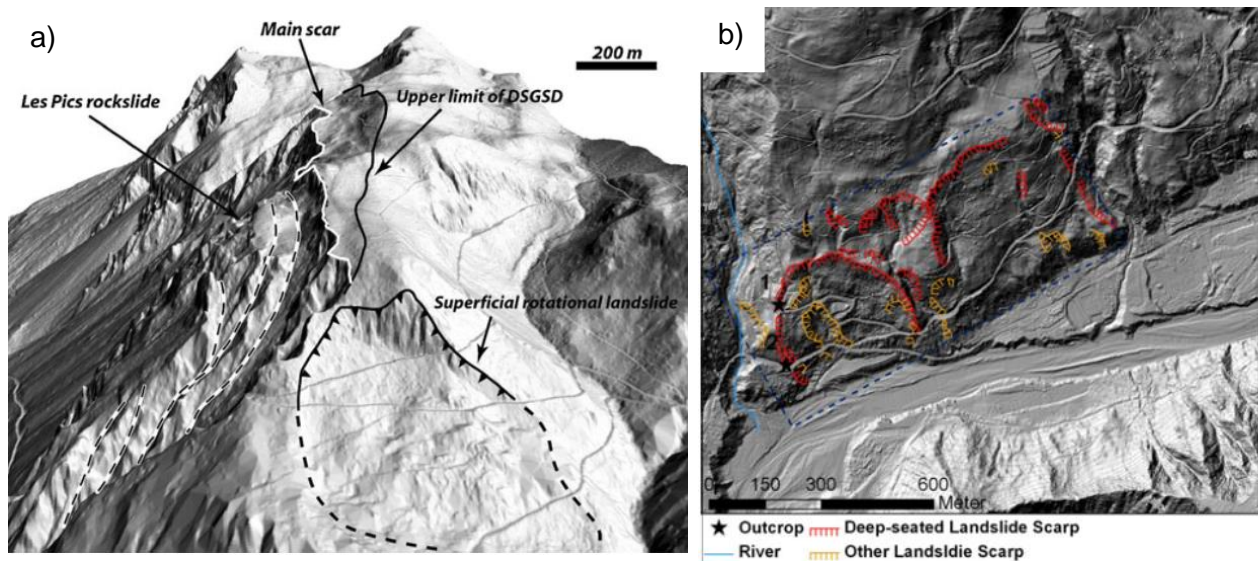 a)
Main scar
200 m
Les Pics rockslide
Upper limit of DSGSD
Superficial rotational landslide
b)
0 150 300 600
Meter
Outcrop Deep-seated Landslide Scarp
River Other Landsldie Scarp